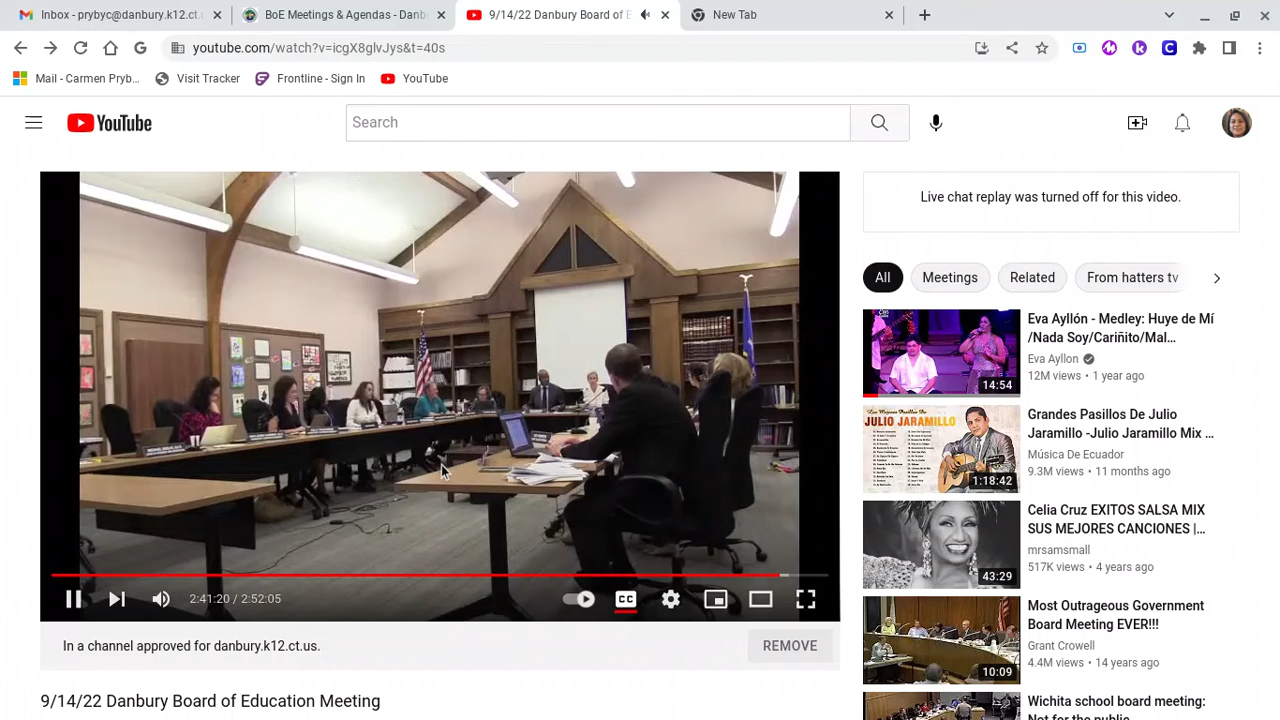 Inbox - prybyc@danbury.k12.ct.u
BoE Meetings & Agendas - Danb
9/14/22 Danbury Board of E
New Tab
youtube.com/watch?v=icgX8glvJys&t=40s
Mail - Carmen Pryb...
Visit Tracker
Frontline - Sign In
YouTube
YouTube
Search
Live chat replay was turned off for this video.
All
Meetings
Related
From hatters tv
Eva Ayllón - Medley: Huye de Mí
/Nada Soy/Cariñito/Mal...
Eva Ayllon
12M views • 1 year ago
14:54
Grandes Pasillos De Julio
Jaramillo -Julio Jaramillo Mix ...
Música De Ecuador
9.3M views • 11 months ago
JULIO JARAMILLO
1:18:42
Celia Cruz EXITOS SALSA MIX
SUS MEJORES CANCIONES |...
mrsamsmall
517K views • 4 years ago
43:29
Most Outrageous Government
Board Meeting EVER!!!
Grant Crowell
4.4M views • 14 years ago
10:09
Wichita school board meeting:
Not for the public
2:41:20 / 2:52:05
CC
In a channel approved for danbury.k12.ct.us.
REMOVE
9/14/22 Danbury Board of Education Meeting